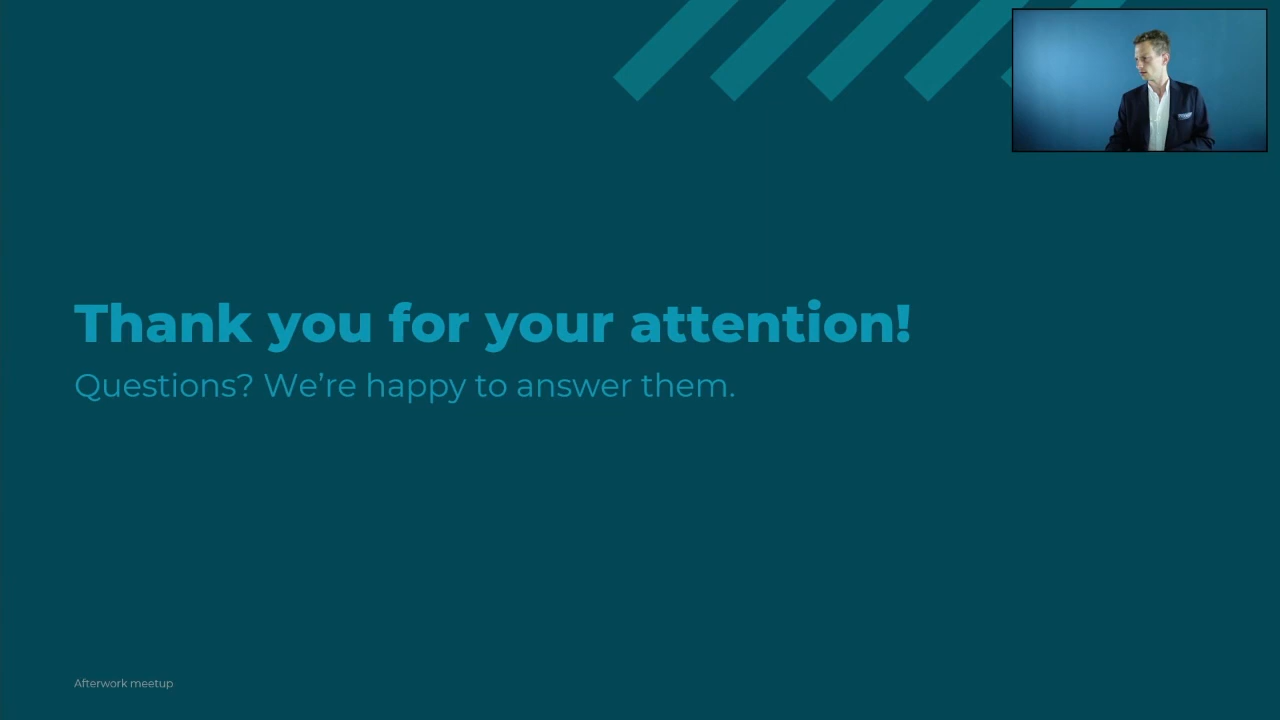 Thank you for your attention!
Questions? We’re happy to answer them.
Afterwork meetup